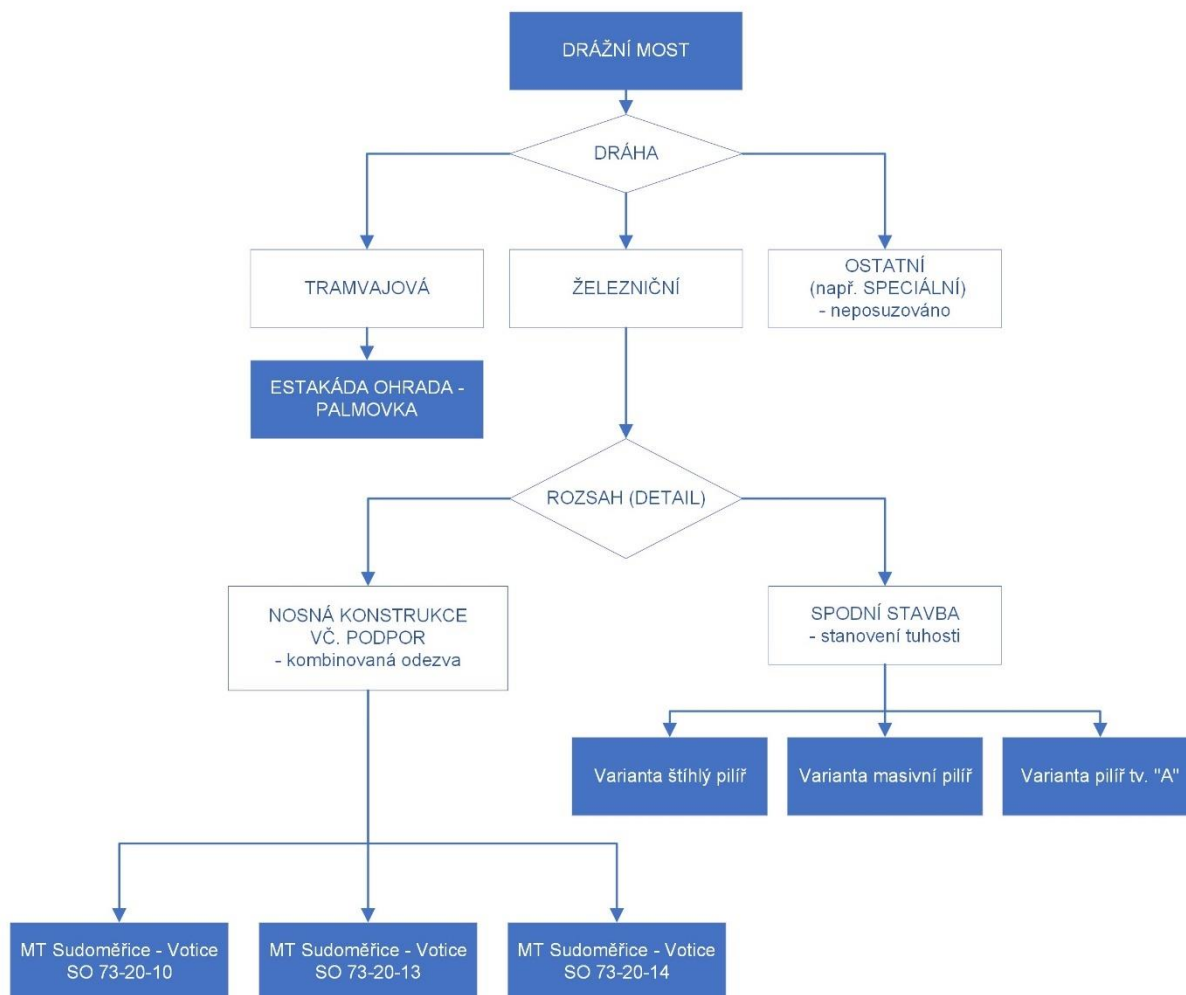 DRÁŽNÍ MOST
DRÁHA
TRAMVAJOVÁ
ŽELEZNIČNÍ
OSTATNÍ
(např. SPECIÁLNÍ)
- neposuzováno
ESTAKÁDA OHRADA -
PALMOVKA
ROZSAH (DETAIL)
NOSNÁ KONSTRUKCE
VČ. PODPOR
- kombinovaná odezva
SPODNÍ STAVBA
- stanovení tuhosti
Varianta štíhlý pilíř
Varianta masivní pilíř
Varianta pilíř tv. "A"
MT Sudoměřice - Votice
SO 73-20-10
MT Sudoměřice - Votice
SO 73-20-13
MT Sudoměřice - Votice
SO 73-20-14